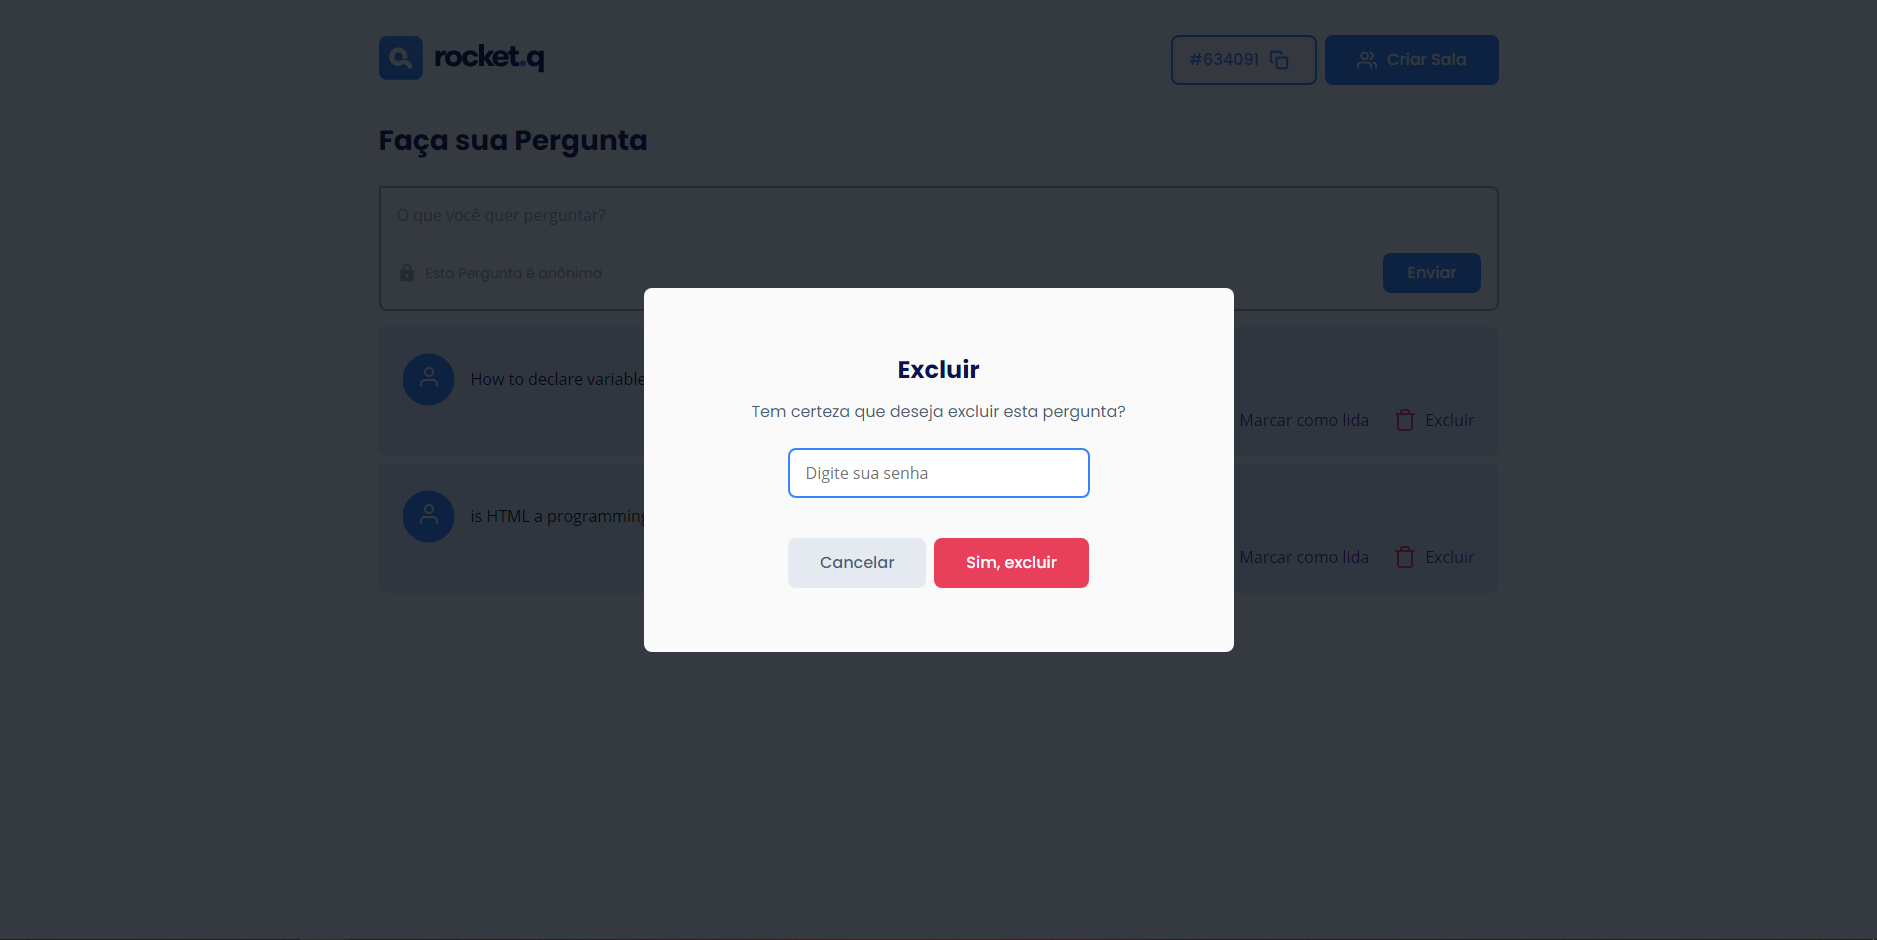 rocket.q
#634091
Criar Sala
Faça sua Pergunta
O que você quer perguntar?
Esta Pergunta é anônima
Enviar
How to declare variable
Marcar como lida
Excluir
is HTML a programming
Marcar como lida
Excluir
Excluir
Tem certeza que deseja excluir esta pergunta?
Digite sua senha
Cancelar
Sim, excluir